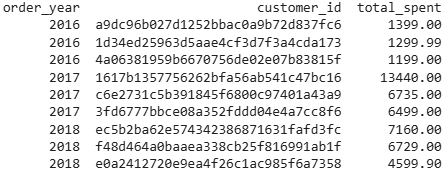 order_year customer_id total_spent
2016 a9dc96b027d1252bbac0a9b72d837fc6 1399.00
2016 1d34ed25963d5aae4cf3d7f3a4cda173 1299.99
2016 4a06381959b6670756de02e07b83815f 1199.00
2017 1617b1357756262bfa56ab541c47bc16 13440.00
2017 c6e2731c5b391845f6800c97401a43a9 6735.00
2017 3fd6777bbce08a352fddd04e4a7cc8f6 6499.00
2018 ec5b2ba62e574342386871631fafd3fc 7160.00
2018 f48d464a0baaea338cb25f816991ab1f 6729.00
2018 e0a2412720e9ea4f26c1ac985f6a7358 4599.90